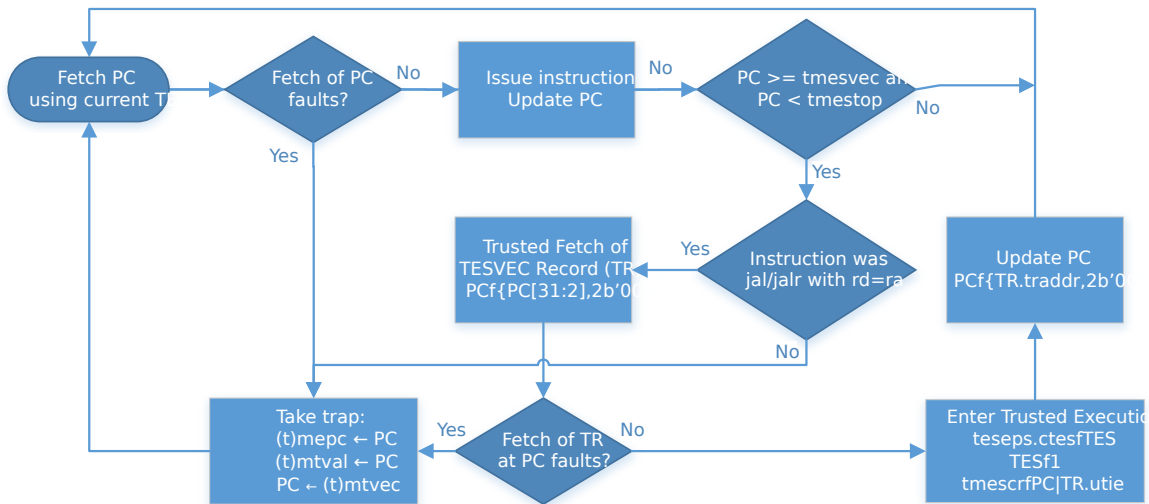 Fetch PC
using current T
Fetch of PC
faults?
No
Yes
Issue instruction
Update PC
No
PC >= tmesvec an
PC < tmestop
No
Yes
Instruction was
jal/jalr with rd=ra
Yes
No
Trusted Fetch of
TESVEC Record (TR
PCf{PC[31:2],2b’00
Update PC
PCf{TR.traddr,2b’0
Take trap:
(t)mepc ← PC
(t)mtval ← PC
PC ← (t)mtvec
Yes
Fetch of TR
at PC faults?
No
Enter Trusted Executio
teseps.ctesfTES
TESf1
tmescrfPC|TR.utie